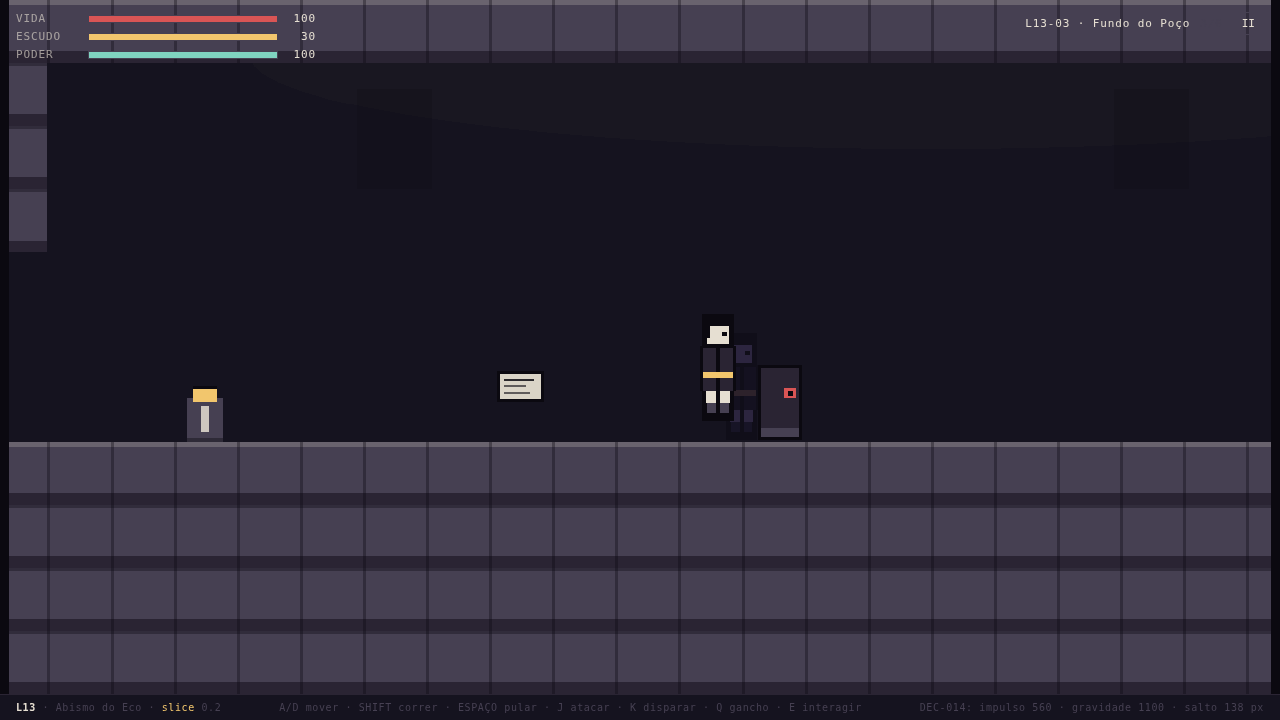 VIDA 100
ESCUDO 30
PODER 100
L13-03 · Fundo do Poço II
L13 · Abismo do Eco · slice 0.2
A/D mover · SHIFT correr · ESPAÇO pular · J atacar · K disparar · Q gancho · E interagir
DEC-014: impulso 560 · gravidade 1100 · salto 138 px